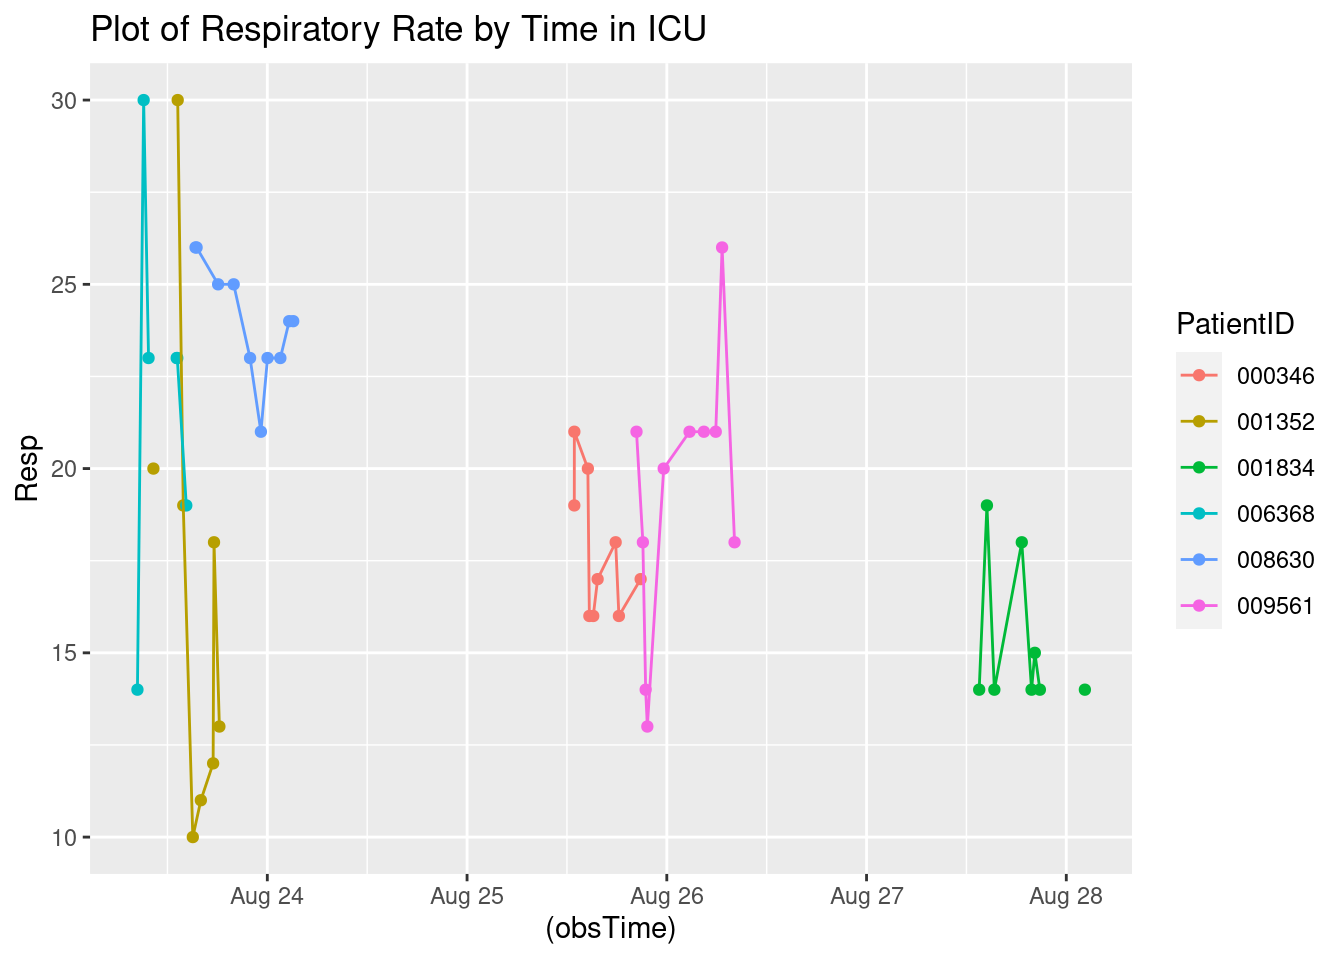 Plot of Respiratory Rate by Time in ICU
30
25
20
15
10
Resp
Aug 24 Aug 25 Aug 26 Aug 27 Aug 28
(obsTime)
PatientID
000346
001352
001834
006368
008630
009561